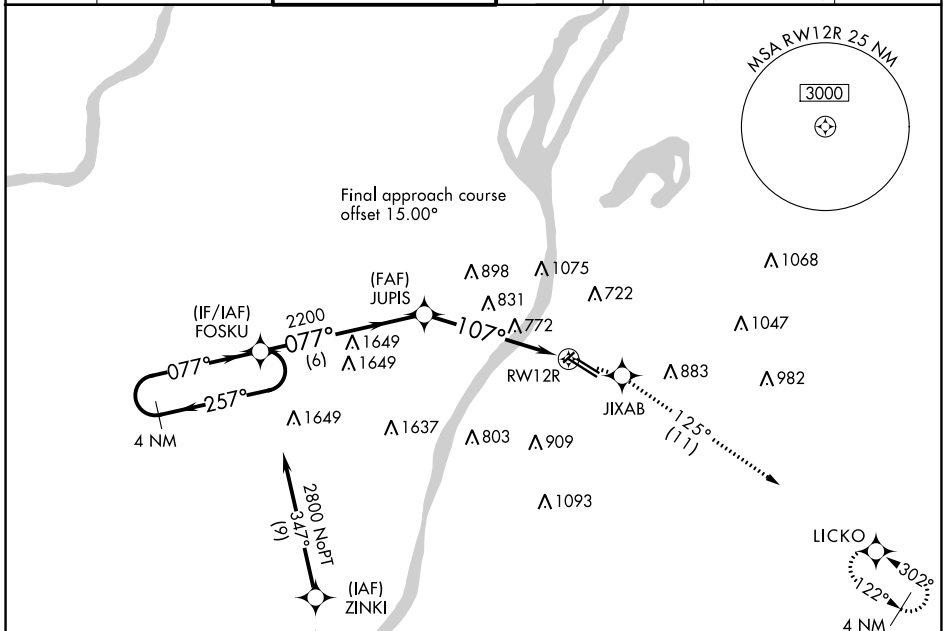 MSA RW12R 25 NM
3000
Final approach course
offset 15.00°
1068
898
1075
(FAF)
JUPIS
831
722
(IF/IAF)
FOSKU
2200
077°
(6)
772
107°
1047
1649
1649
077°
RW12R
883
982
257°
JIXAB
4 NM
1649
1637
803
909
125°
(11)
2800 NoPT
347°
(9)
1093
LICKO
302°
122°
4 NM
(IAF)
ZINKI